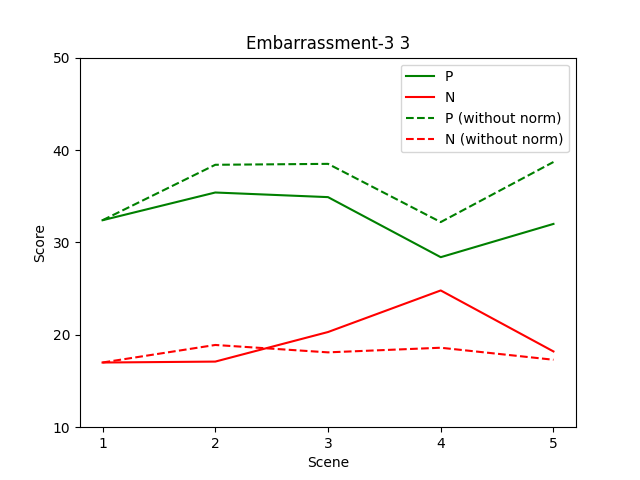 Embarrassment-3 3
50
40
30
20
10
Score
P
N
P (without norm)
N (without norm)
1 2 3 4 5
Scene